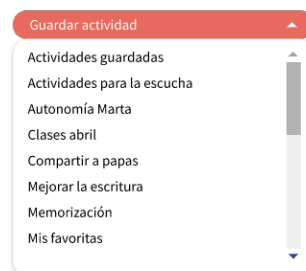 Guardar actividad
Actividades guardadas
Actividades para la escucha
Autonomía Marta
Clases abril
Compartir a papas
Mejorar la escritura
Memorización
Mis favoritas